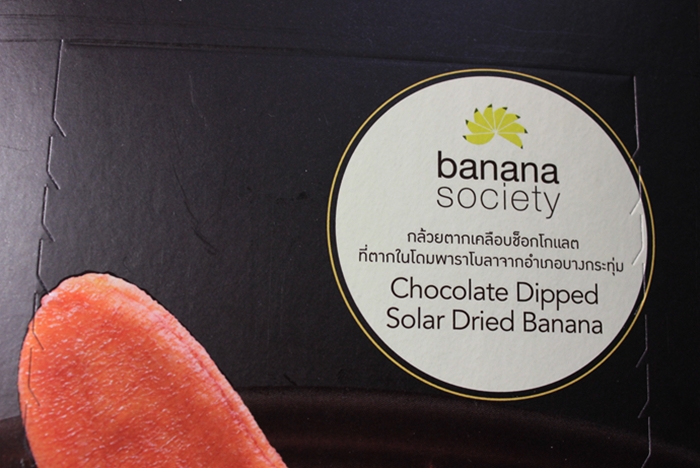 banana
society
กล้วยตากเคลือบช็อกโกแลต
ที่ตากในโดมพาราโบลาจากอำเภอบางกระทุ่ม
Chocolate Dipped
Solar Dried Banana